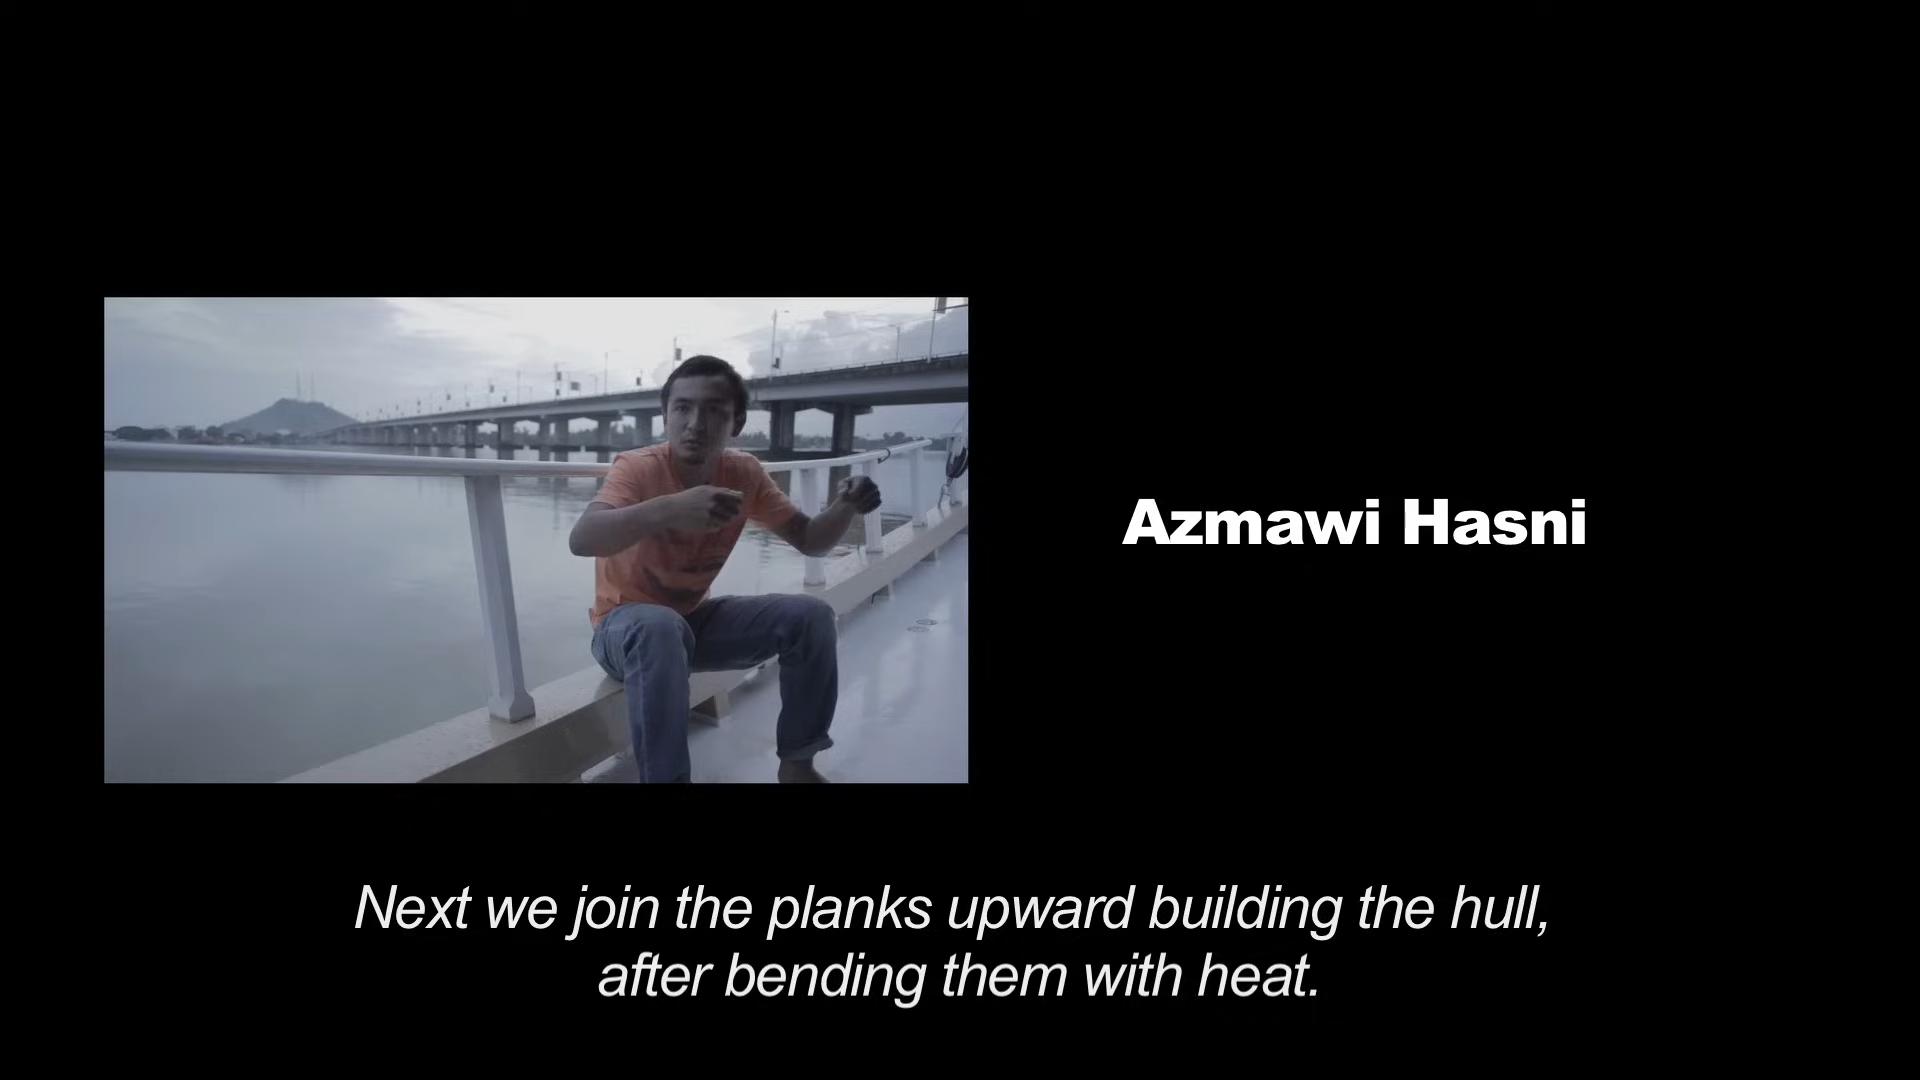 Azmawi Hasni
Next we join the planks upward building the hull,
after bending them with heat.